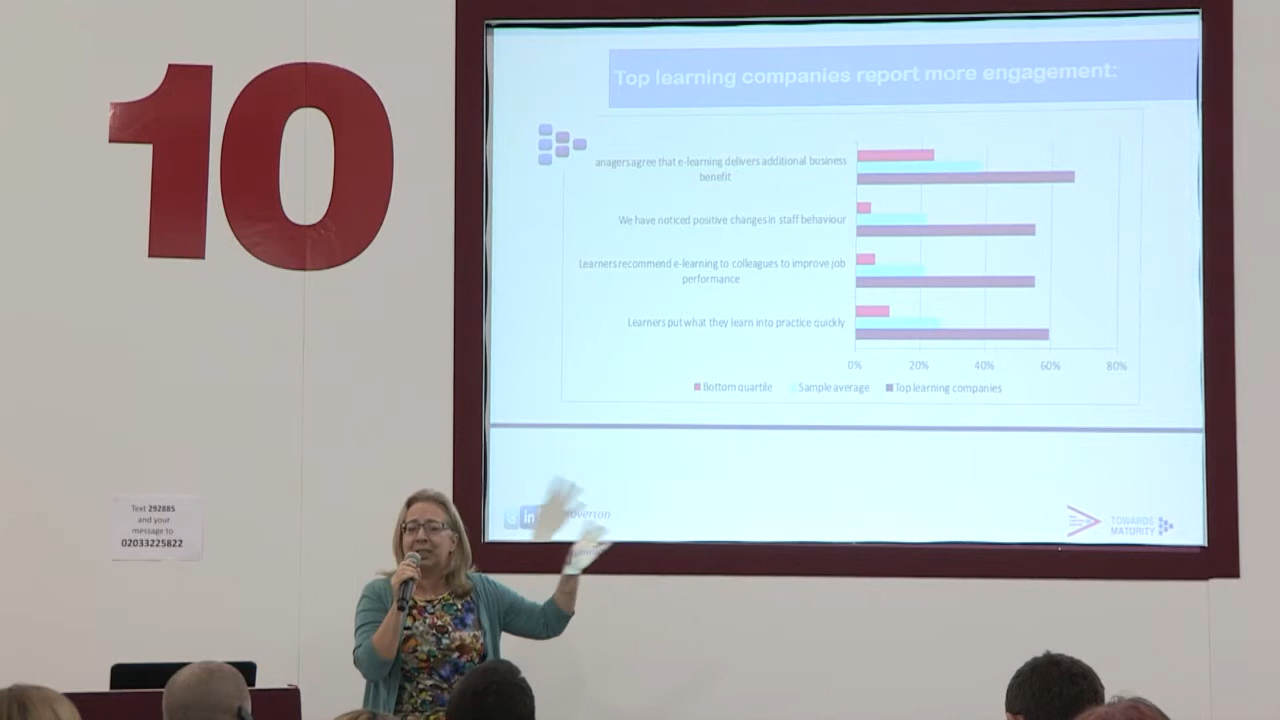 10
Top learning companies report more engagement:
anagers agree that e-learning delivers additional business
benefit
We have noticed positive changes in staff behaviour
Learners recommend e-learning to colleagues to improve job
performance
Learners put what they learn into practice quickly
0% 20% 40% 60% 80%
Bottom quartile Sample average Top learning companies
in overton
TOWARDS
MATURITY
Text 292885
and your
message to
02033225822